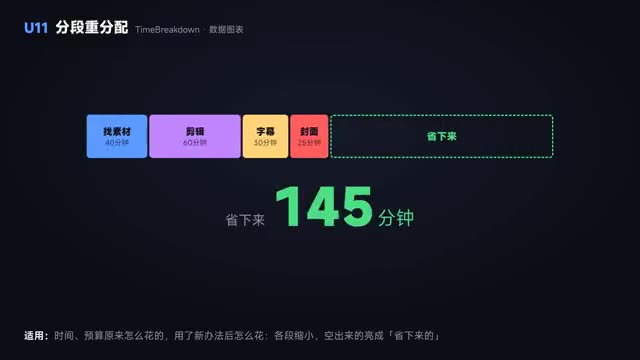 U11 分段重分配 TimeBreakdown · 数据图表
找素材 剪辑 字幕 封面 省下来
40分钟 60分钟 30分钟 25分钟
省下来 145 分钟
适用：时间、预算原来怎么花的，用了新办法后怎么花：各段缩小，空出来的亮成「省下来的」